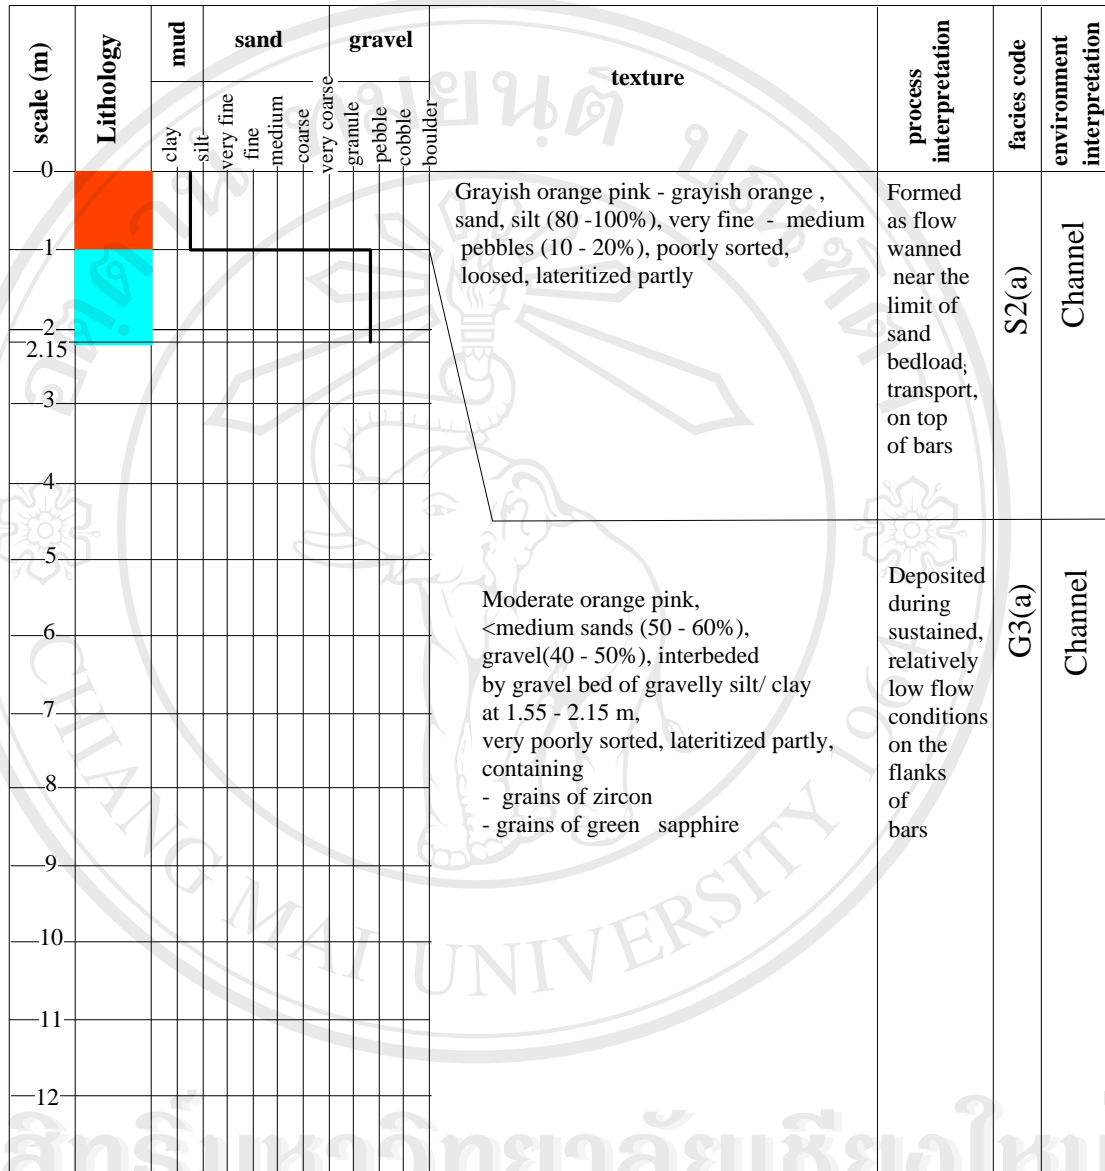 scale (m)
Lithology
mud
sand
gravel
clay
silt
very fine
fine
medium
coarse
very coarse
granule
pebble
cobble
boulder
texture
process
interpretation
facies code
environment
interpretation
0
1
2
2.15
3
4
5
6
7
8
9
10
11
12
Grayish orange pink - grayish orange ,
sand, silt (80 -100%), very fine - medium
pebbles (10 - 20%), poorly sorted,
loosed, lateritized partly
Formed
as flow
wanned
near the
limit of
sand
bedload;
transport,
on top
of bars
S2(a)
Channel
Moderate orange pink,
<medium sands (50 - 60%),
gravel(40 - 50%), interbeded
by gravel bed of gravelly silt/ clay
at 1.55 - 2.15 m,
very poorly sorted, lateritized partly,
containing
- grains of zircon
- grains of green sapphire
Deposited
during
sustained,
relatively
low flow
conditions
on the
flanks
of
bars
G3(a)
Channel
CHIANG MAI UNIVERSITY 1964